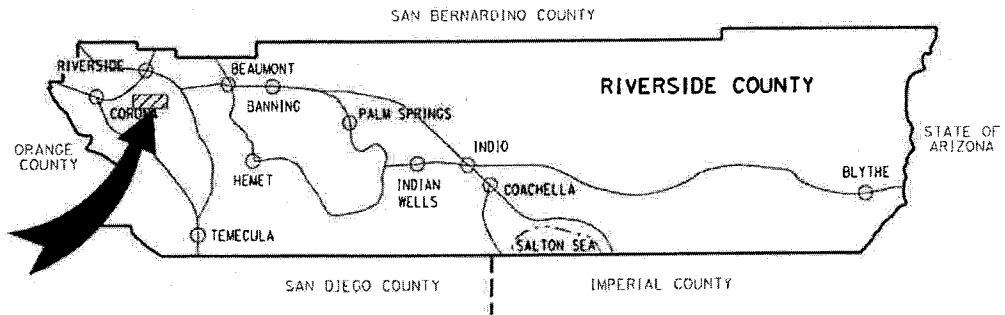 SAN BERNARDINO COUNTY
RIVERSIDE
BEAUMONT
RIVERSIDE COUNTY
BANNING
CORONA
PALM SPRINGS
STATE OF
ARIZONA
ORANGE
COUNTY
INDIO
HEMET
INDIAN
WELLS
COACHELLA
BLYTHE
TEMECULA
SALTON SEA
SAN DIEGO COUNTY
IMPERIAL COUNTY